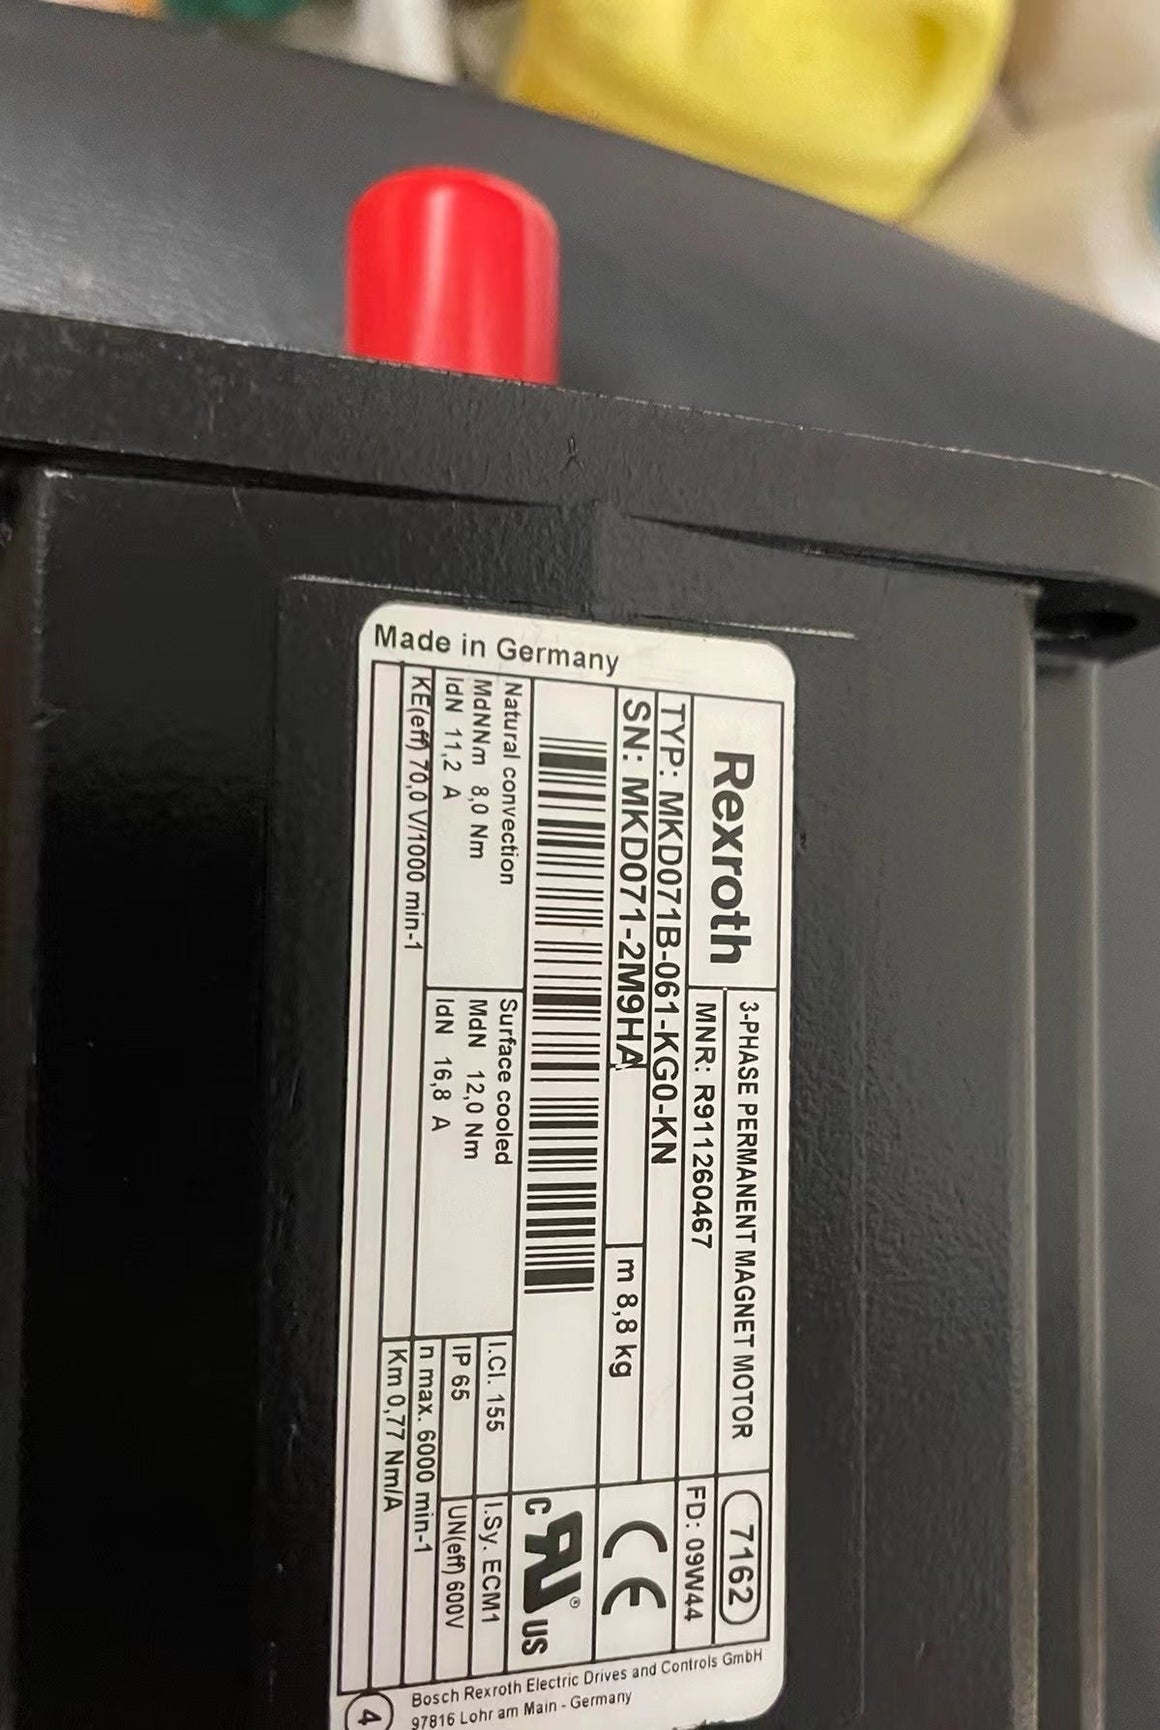 Made in Germany
Rexroth
3-PHASE PERMANENT MAGNET MOTOR
7162
MNR: R911260467
FD: 09W44
TYP: MKD071B-061-KG0-KN
SN: MKD071-2M9HA
m 8,8 kg
CE
Natural convection
Surface cooled
I.Cl. 155
I.Sy. ECM1
MdNNm 8,0 Nm
MdN 12,0 Nm
IP 65
UN(eff) 600V
IdN 11,2 A
IdN 16,8 A
n max. 6000 min-1
KE(eff) 70,0 V/1000 min-1
Km 0,77 Nm/A
C RU ® US
Bosch Rexroth Electric Drives and Controls GmbH
97816 Lohr am Main - Germany
4